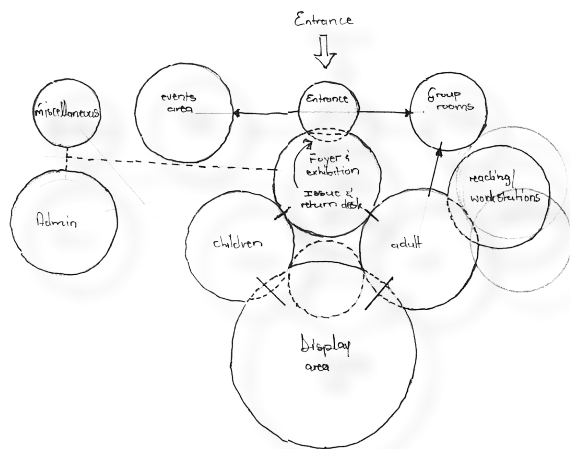 Entrance
miscellaneous
events
area
Entrance
Group
rooms
Foyer &
exhibition
Issue &
return desk
reading/
workstations
Admin
children
adult
Display
area